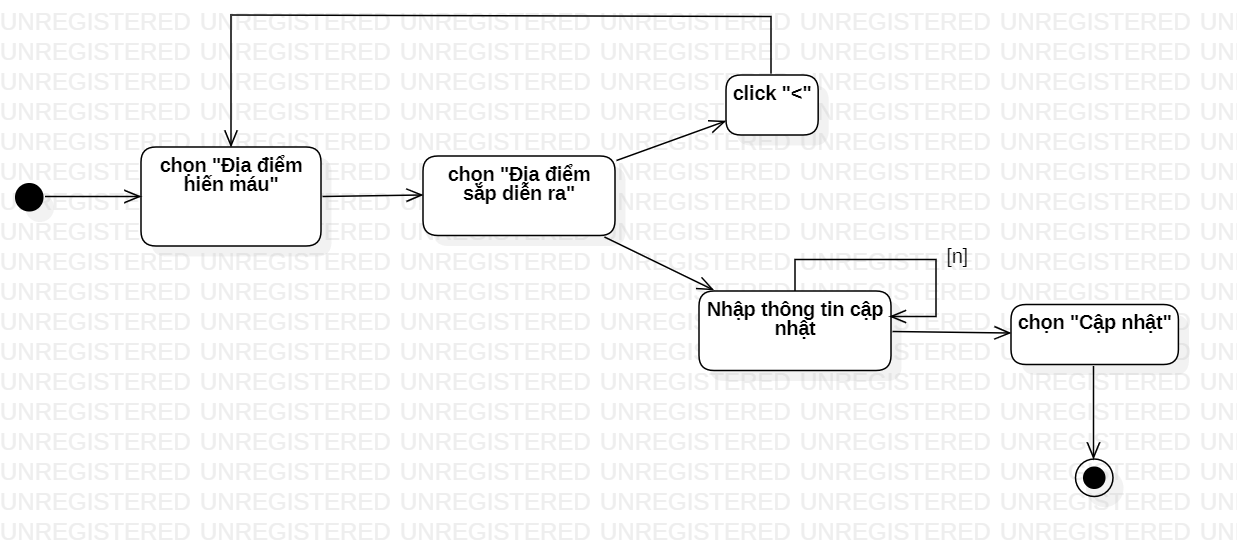 UNREGISTERED
click "<"
chọn "Địa điểm
hiến máu"
chọn "Địa điểm
sắp diễn ra"
[n]
Nhập thông tin cập
nhật
chọn "Cập nhật"